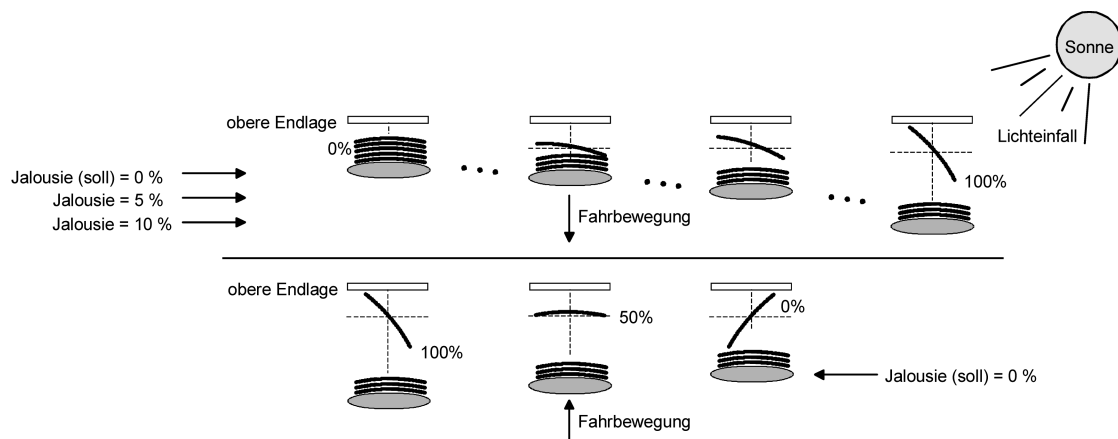 Sonne
Lichteinfall
obere Endlage
0%
100%
Jalousie (soll) = 0 %
Jalousie = 5 %
Jalousie = 10 %
Fahrbewegung
obere Endlage
100%
50%
0%
Jalousie (soll) = 0 %
Fahrbewegung